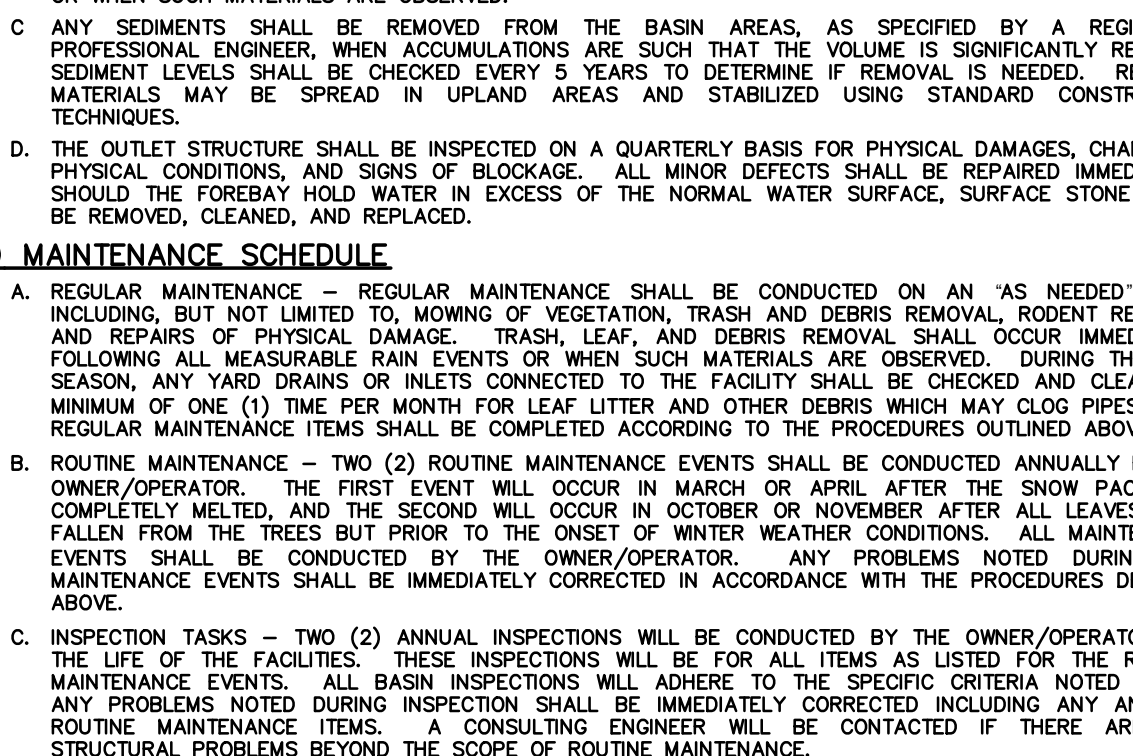 OR WHEN SUCH MATERIALS ARE OBSERVED.
C ANY SEDIMENTS SHALL BE REMOVED FROM THE BASIN AREAS, AS SPECIFIED BY A REGI
PROFESSIONAL ENGINEER, WHEN ACCUMULATIONS ARE SUCH THAT THE VOLUME IS SIGNIFICANTLY RE
SEDIMENT LEVELS SHALL BE CHECKED EVERY 5 YEARS TO DETERMINE IF REMOVAL IS NEEDED. RE
MATERIALS MAY BE SPREAD IN UPLAND AREAS AND STABILIZED USING STANDARD CONSTR
TECHNIQUES.
D. THE OUTLET STRUCTURE SHALL BE INSPECTED ON A QUARTERLY BASIS FOR PHYSICAL DAMAGES, CHA
PHYSICAL CONDITIONS, AND SIGNS OF BLOCKAGE. ALL MINOR DEFECTS SHALL BE REPAIRED IMMED
SHOULD THE FOREBAY HOLD WATER IN EXCESS OF THE NORMAL WATER SURFACE, SURFACE STONE
BE REMOVED, CLEANED, AND REPLACED.
MAINTENANCE SCHEDULE
A. REGULAR MAINTENANCE – REGULAR MAINTENANCE SHALL BE CONDUCTED ON AN “AS NEEDED”
INCLUDING, BUT NOT LIMITED TO, MOWING OF VEGETATION, TRASH AND DEBRIS REMOVAL, RODENT RE
AND REPAIRS OF PHYSICAL DAMAGE. TRASH, LEAF, AND DEBRIS REMOVAL SHALL OCCUR IMMED
FOLLOWING ALL MEASURABLE RAIN EVENTS OR WHEN SUCH MATERIALS ARE OBSERVED. DURING TH
SEASON, ANY YARD DRAINS OR INLETS CONNECTED TO THE FACILITY SHALL BE CHECKED AND CLEA
MINIMUM OF ONE (1) TIME PER MONTH FOR LEAF LITTER AND OTHER DEBRIS WHICH MAY CLOG PIPES
REGULAR MAINTENANCE ITEMS SHALL BE COMPLETED ACCORDING TO THE PROCEDURES OUTLINED ABOV
B. ROUTINE MAINTENANCE – TWO (2) ROUTINE MAINTENANCE EVENTS SHALL BE CONDUCTED ANNUALLY
OWNER/OPERATOR. THE FIRST EVENT WILL OCCUR IN MARCH OR APRIL AFTER THE SNOW PAC
COMPLETELY MELTED, AND THE SECOND WILL OCCUR IN OCTOBER OR NOVEMBER AFTER ALL LEAVES
FALLEN FROM THE TREES BUT PRIOR TO THE ONSET OF WINTER WEATHER CONDITIONS. ALL MAINTE
EVENTS SHALL BE CONDUCTED BY THE OWNER/OPERATOR. ANY PROBLEMS NOTED DURIN
MAINTENANCE EVENTS SHALL BE IMMEDIATELY CORRECTED IN ACCORDANCE WITH THE PROCEDURES DE
ABOVE.
C. INSPECTION TASKS – TWO (2) ANNUAL INSPECTIONS WILL BE CONDUCTED BY THE OWNER/OPERATO
THE LIFE OF THE FACILITIES. THESE INSPECTIONS WILL BE FOR ALL ITEMS AS LISTED FOR THE R
MAINTENANCE EVENTS. ALL BASIN INSPECTIONS WILL ADHERE TO THE SPECIFIC CRITERIA NOTED
ANY PROBLEMS NOTED DURING INSPECTION SHALL BE IMMEDIATELY CORRECTED INCLUDING ANY AN
ROUTINE MAINTENANCE ITEMS. A CONSULTING ENGINEER WILL BE CONTACTED IF THERE AR
STRUCTURAL PROBLEMS BEYOND THE SCOPE OF ROUTINE MAINTENANCE.